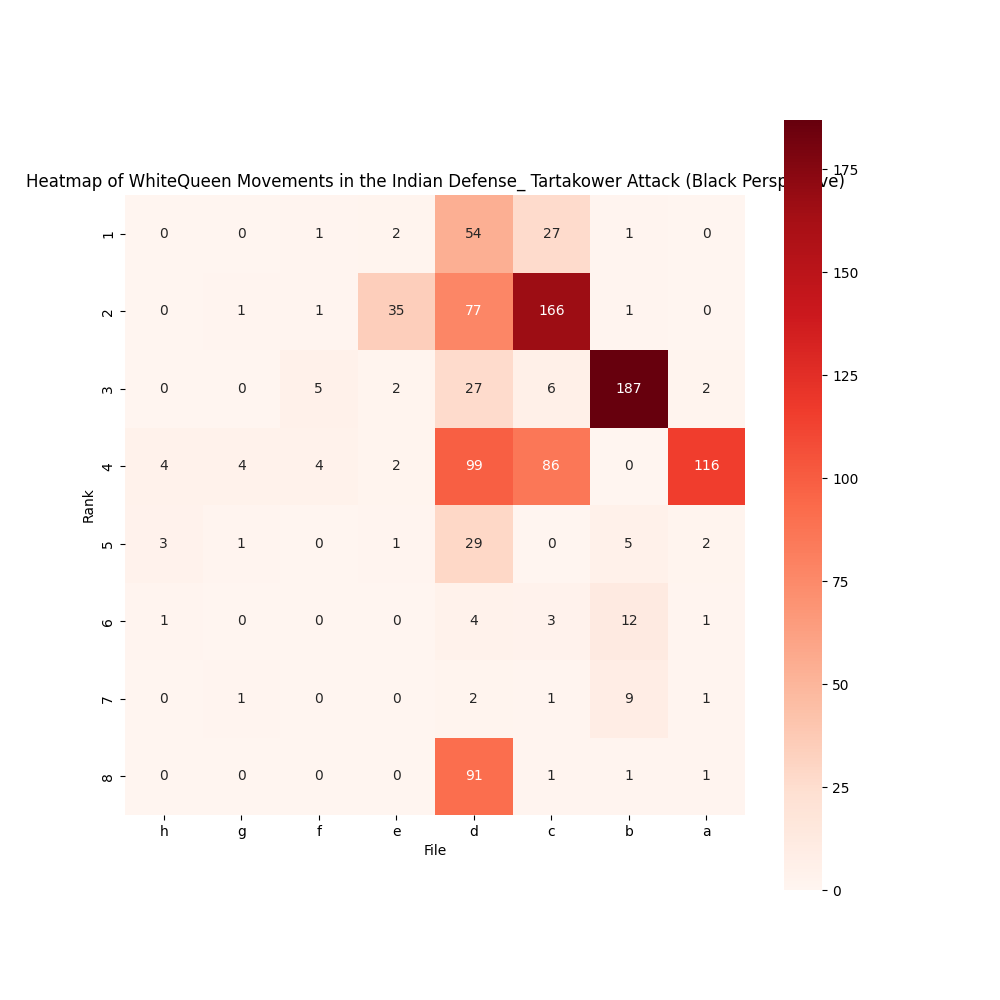 Heatmap of WhiteQueen Movements in the Indian Defense_ Tartakower Attack (Black Perspective)
175
1 0 0 1 2 54 27 1 0
150
2 0 1 1 35 77 166 1 0
125
3 0 0 5 2 27 6 187 2
4 4 4 4 2 99 86 0 116
100
Rank
5 3 1 0 1 29 0 5 2
75
6 1 0 0 0 4 3 12 1
50
7 0 1 0 0 2 1 9 1
8 0 0 0 0 91 1 1 1
25
h g f e d c b a
File
0